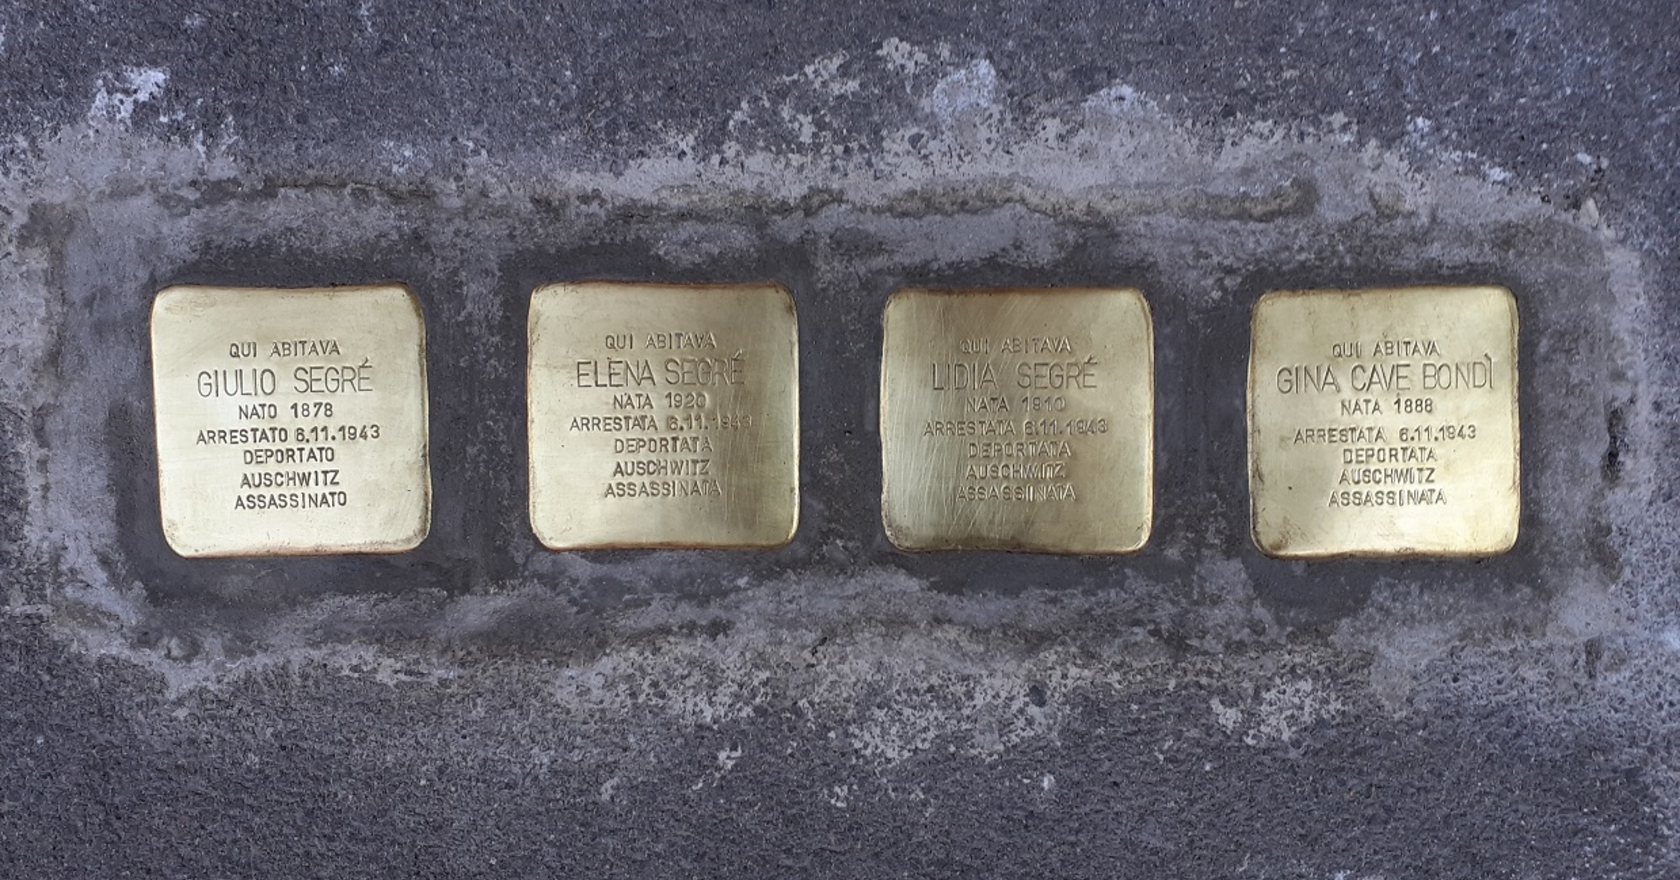 QUI ABITAVA
GIULIO SEGRÉ
NATO 1878
ARRESTATO 6.11.1943
DEPORTATO
AUSCHWITZ
ASSASSINATO
QUI ABITAVA
ELENA SEGRÉ
NATA 1920
ARRESTATA 6.11.1943
DEPORTATA
AUSCHWITZ
ASSASSINATA
QUI ABITAVA
LIDIA SEGRÉ
NATA 1910
ARRESTATA 6.11.1943
DEPORTATA
AUSCHWITZ
ASSASSINATA
QUI ABITAVA
GINA CAVE BONDÌ
NATA 1888
ARRESTATA 6.11.1943
DEPORTATA
AUSCHWITZ
ASSASSINATA